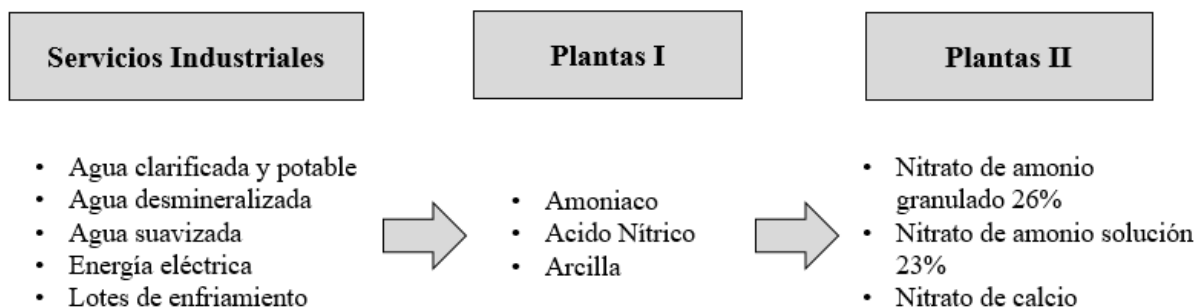 Servicios Industriales
Plantas I
Plantas II
• Agua clarificada y potable
• Agua desmineralizada
• Agua suavizada
• Energía eléctrica
• Lotes de enfriamiento
• Amoniaco
• Acido Nítrico
• Arcilla
• Nitrato de amonio
granulado 26%
• Nitrato de amonio solución
23%
• Nitrato de calcio